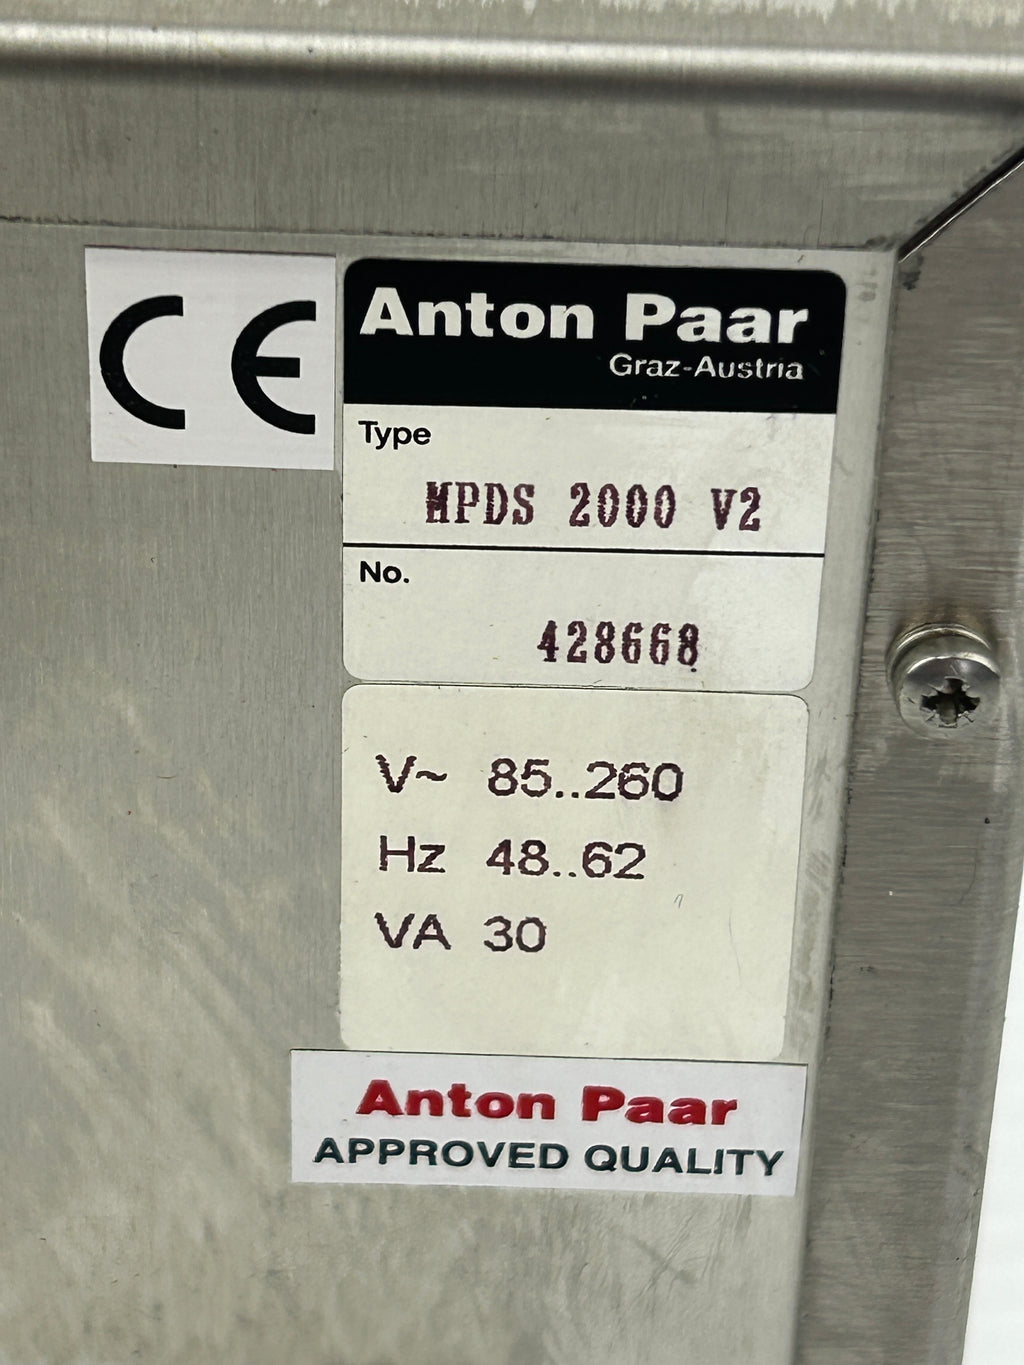 CE
Anton Paar
Graz-Austria
Type
MPDS 2000 V2
No.
428668
V~ 85..260
Hz 48..62
VA 30
Anton Paar
APPROVED QUALITY